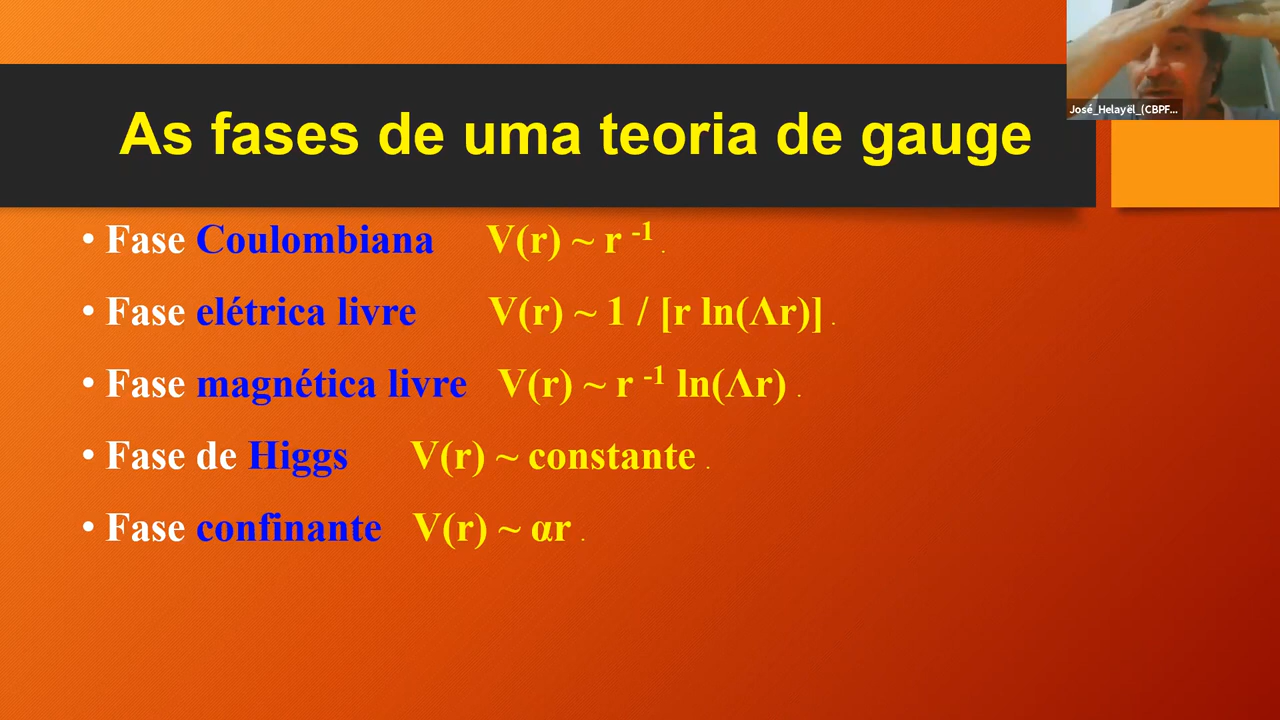 As fases de uma teoria de gauge
José_Helayël_(CBPF...
• Fase Coulombiana V(r) ~ r ⁻¹ .
• Fase elétrica livre V(r) ~ 1 / [r ln(Λr)] .
• Fase magnética livre V(r) ~ r ⁻¹ ln(Λr) .
• Fase de Higgs V(r) ~ constante .
• Fase confinante V(r) ~ αr .